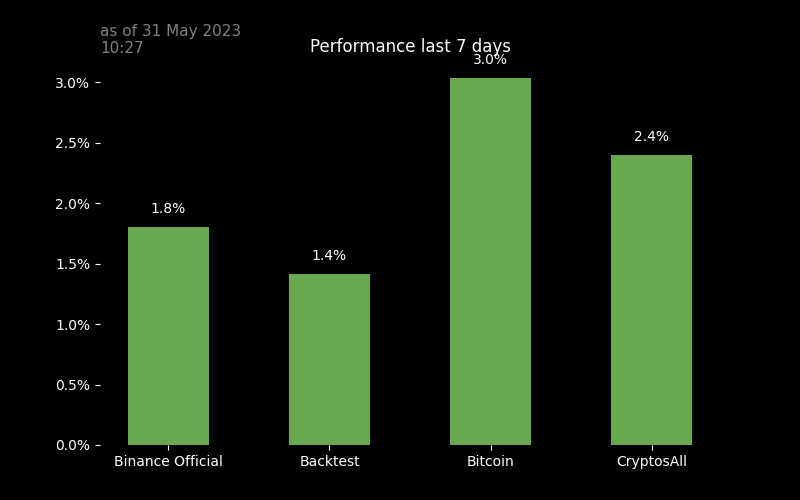 as of 31 May 2023
10:27
Performance last 7 days
3.0%
3.0%
2.5%
2.4%
2.0%
1.8%
1.5%
1.4%
1.0%
0.5%
0.0%
Binance Official
Backtest
Bitcoin
CryptosAll